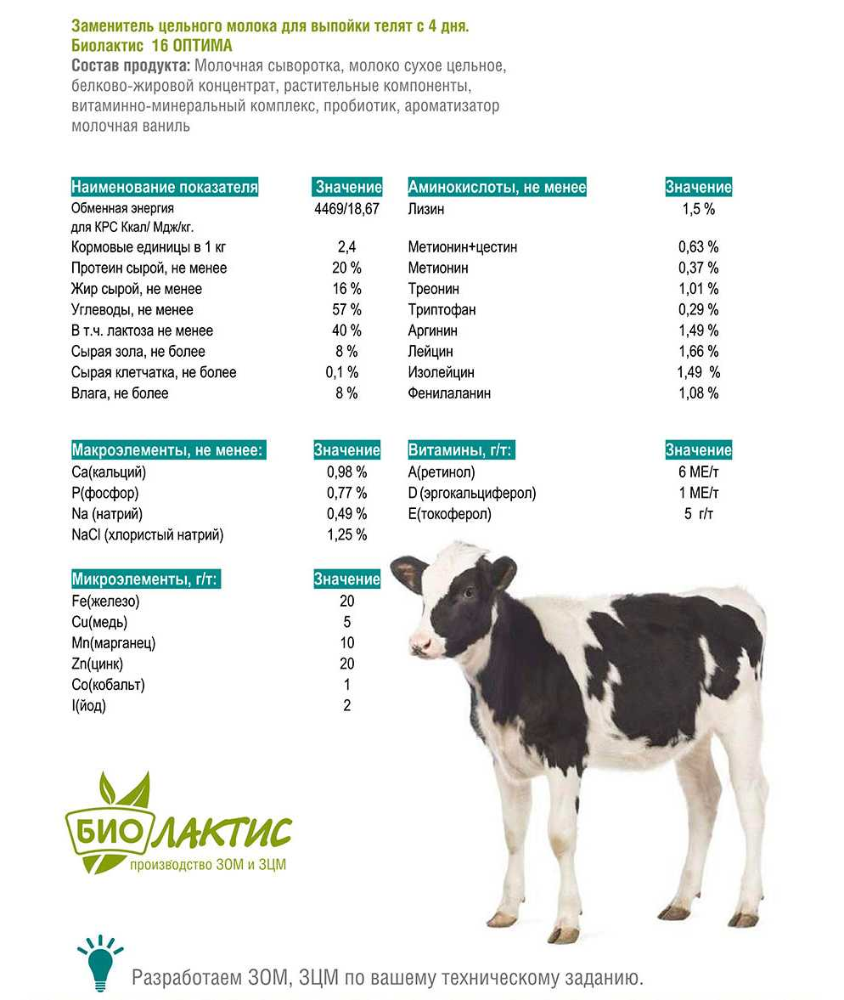 Заменитель цельного молока для выпойки телят с 4 дня.
Биолактис 16 ОПТИМА
Состав продукта: Молочная сыворотка, молоко сухое цельное,
белково-жировой концентрат, растительные компоненты,
витаминно-минеральный комплекс, пробиотик, ароматизатор
молочная ваниль
Наименование показателя Значение
Обменная энергия 4469/18,67
для КРС Ккал/ Мдж/кг.
Кормовые единицы в 1 кг 2,4
Протеин сырой, не менее 20 %
Жир сырой, не менее 16 %
Углеводы, не менее 57 %
В т.ч. лактоза не менее 40 %
Сырая зола, не более 8 %
Сырая клетчатка, не более 0,1 %
Влага, не более 8 %
Аминокислоты, не менее Значение
Лизин 1,5 %
Метионин+цестин 0,63 %
Метионин 0,37 %
Треонин 1,01 %
Триптофан 0,29 %
Аргинин 1,49 %
Лейцин 1,66 %
Изолейцин 1,49 %
Фенилаланин 1,08 %
Макроэлементы, не менее: Значение
Ca(кальций) 0,98 %
P(фосфор) 0,77 %
Na (натрий) 0,49 %
NaCl (хлористый натрий) 1,25 %
Витамины, г/т: Значение
А(ретинол) 6 МЕ/т
D (эргокальциферол) 1 МЕ/т
Е(токоферол) 5 г/т
Микроэлементы, г/т: Значение
Fe(железо) 20
Cu(медь) 5
Mn(марганец) 10
Zn(цинк) 20
Co(кобальт) 1
I(йод) 2
БИОЛАКТИС
производство ЗОМ и ЗЦМ
Разработаем ЗОМ, ЗЦМ по вашему техническому заданию.